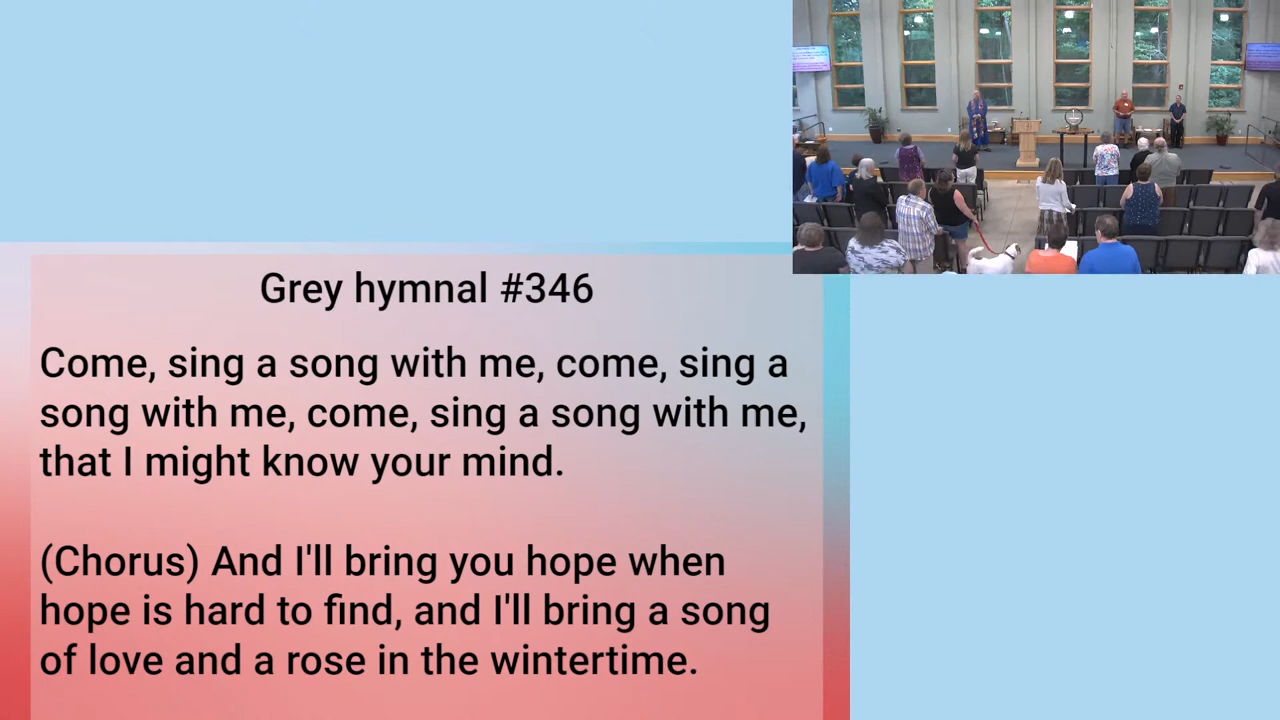 Grey hymnal #346
Come, sing a song with me, come, sing a
song with me, come, sing a song with me,
that I might know your mind.
(Chorus) And I'll bring you hope when
hope is hard to find, and I'll bring a song
of love and a rose in the wintertime.